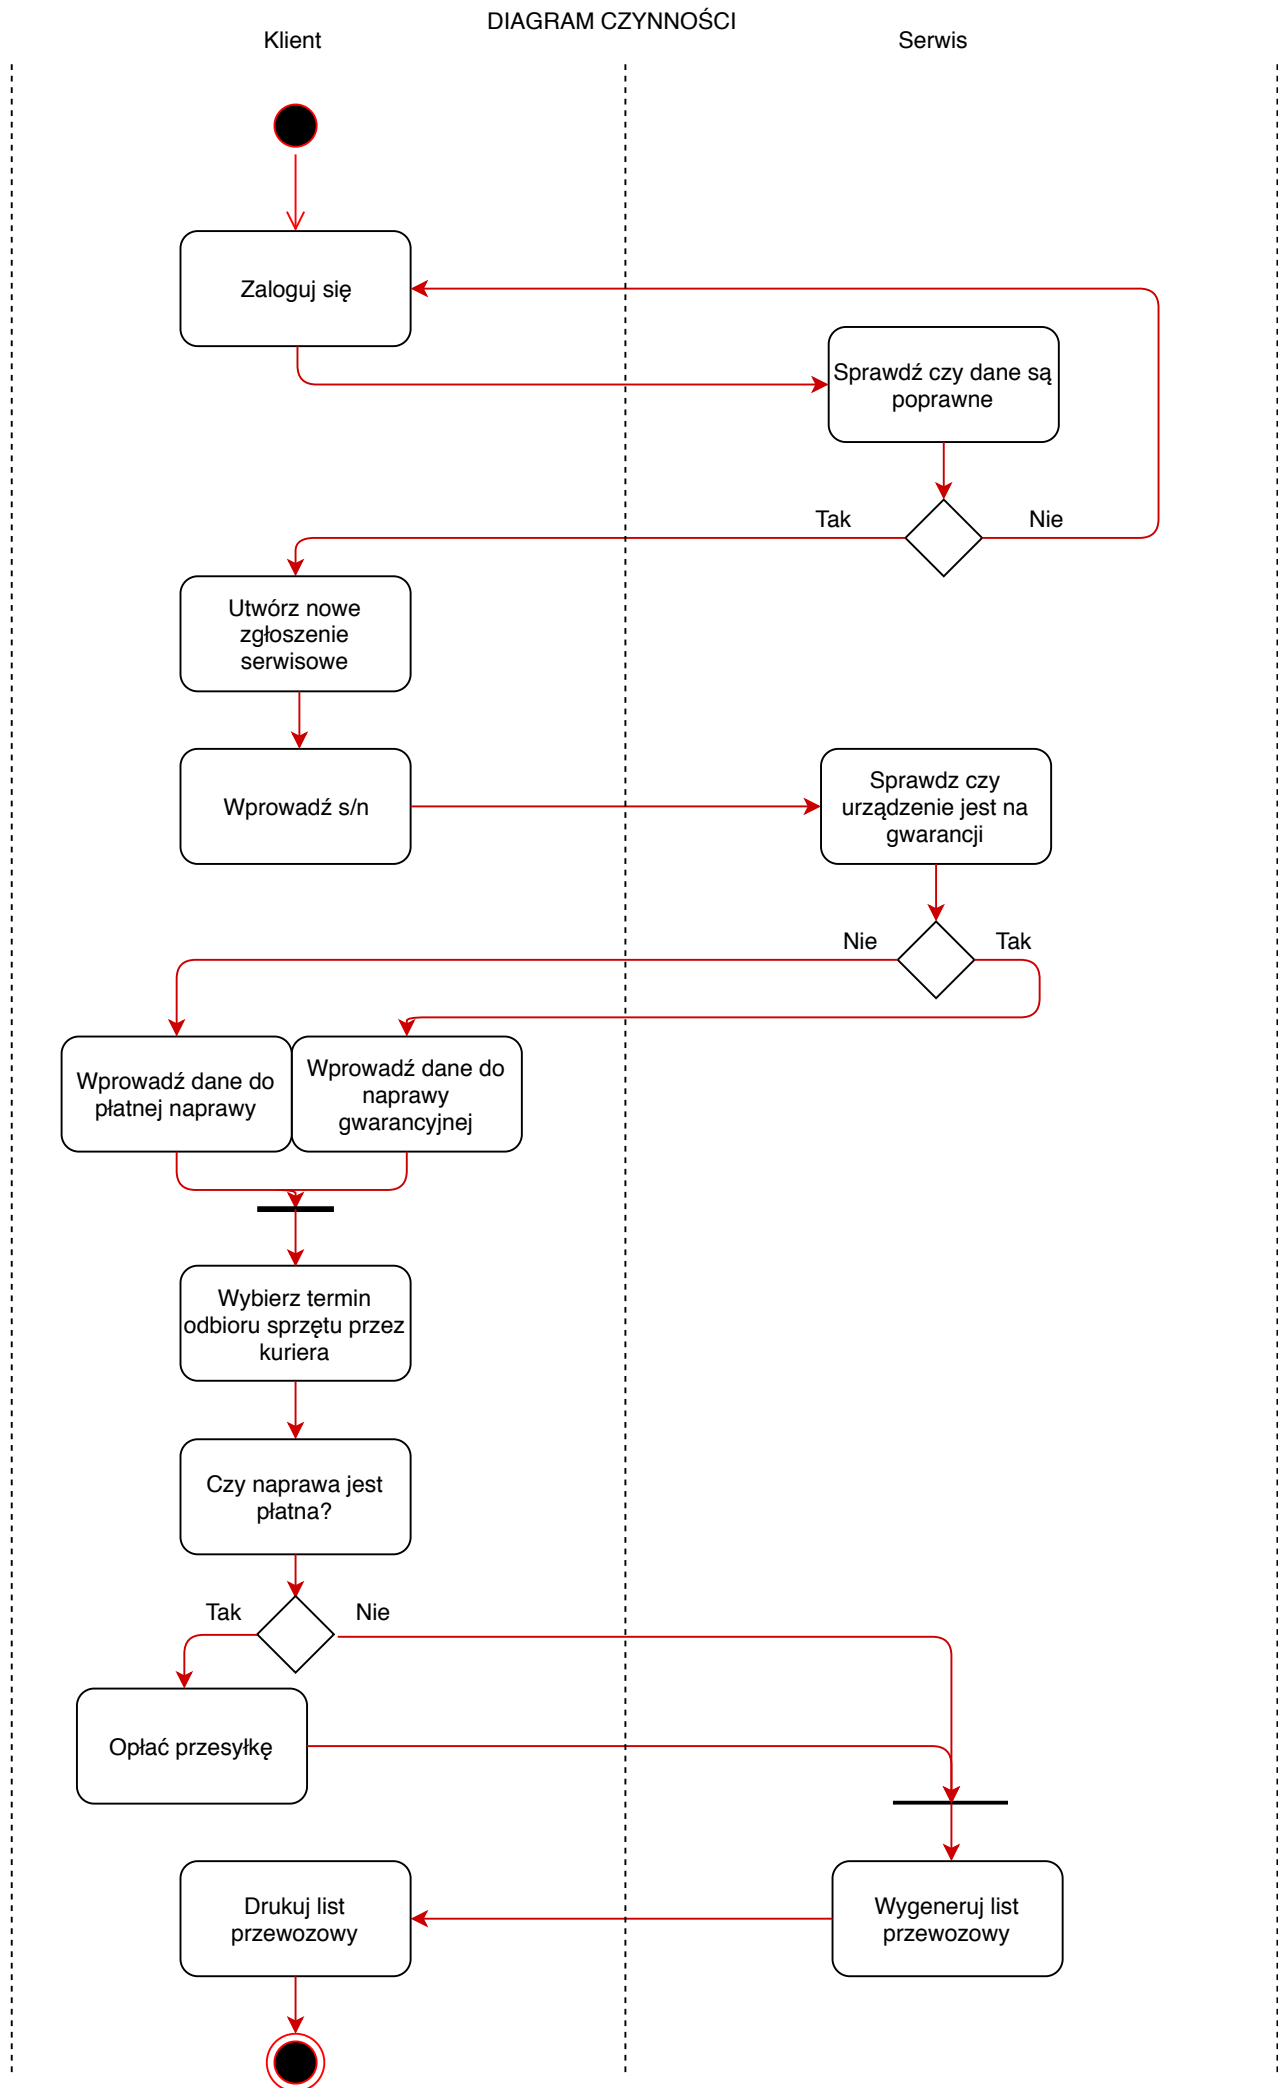 DIAGRAM CZYNNOŚCI
Klient
Serwis
Zaloguj się
Sprawdź czy dane są
poprawne
Tak
Nie
Utwórz nowe
zgłoszenie
serwisowe
Wprowadź s/n
Sprawdz czy
urządzenie jest na
gwarancji
Nie
Tak
Wprowadź dane do
płatnej naprawy
Wprowadź dane do
naprawy
gwarancyjnej
Wybierz termin
odbioru sprzętu przez
kuriera
Czy naprawa jest
płatna?
Tak
Nie
Opłać przesyłkę
Drukuj list
przewozowy
Wygeneruj list
przewozowy